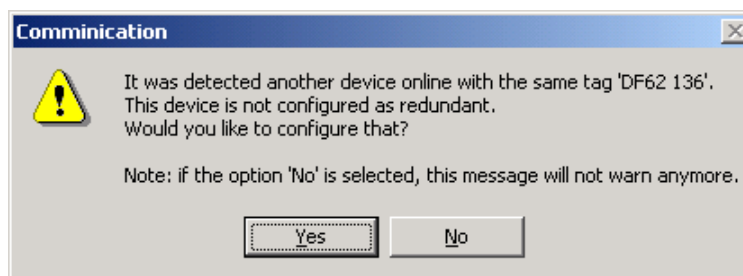 Comminication
It was detected another device online with the same tag 'DF62 136'.
This device is not configured as redundant.
Would you like to configure that?
Note: if the option 'No' is selected, this message will not warn anymore.
Yes
No